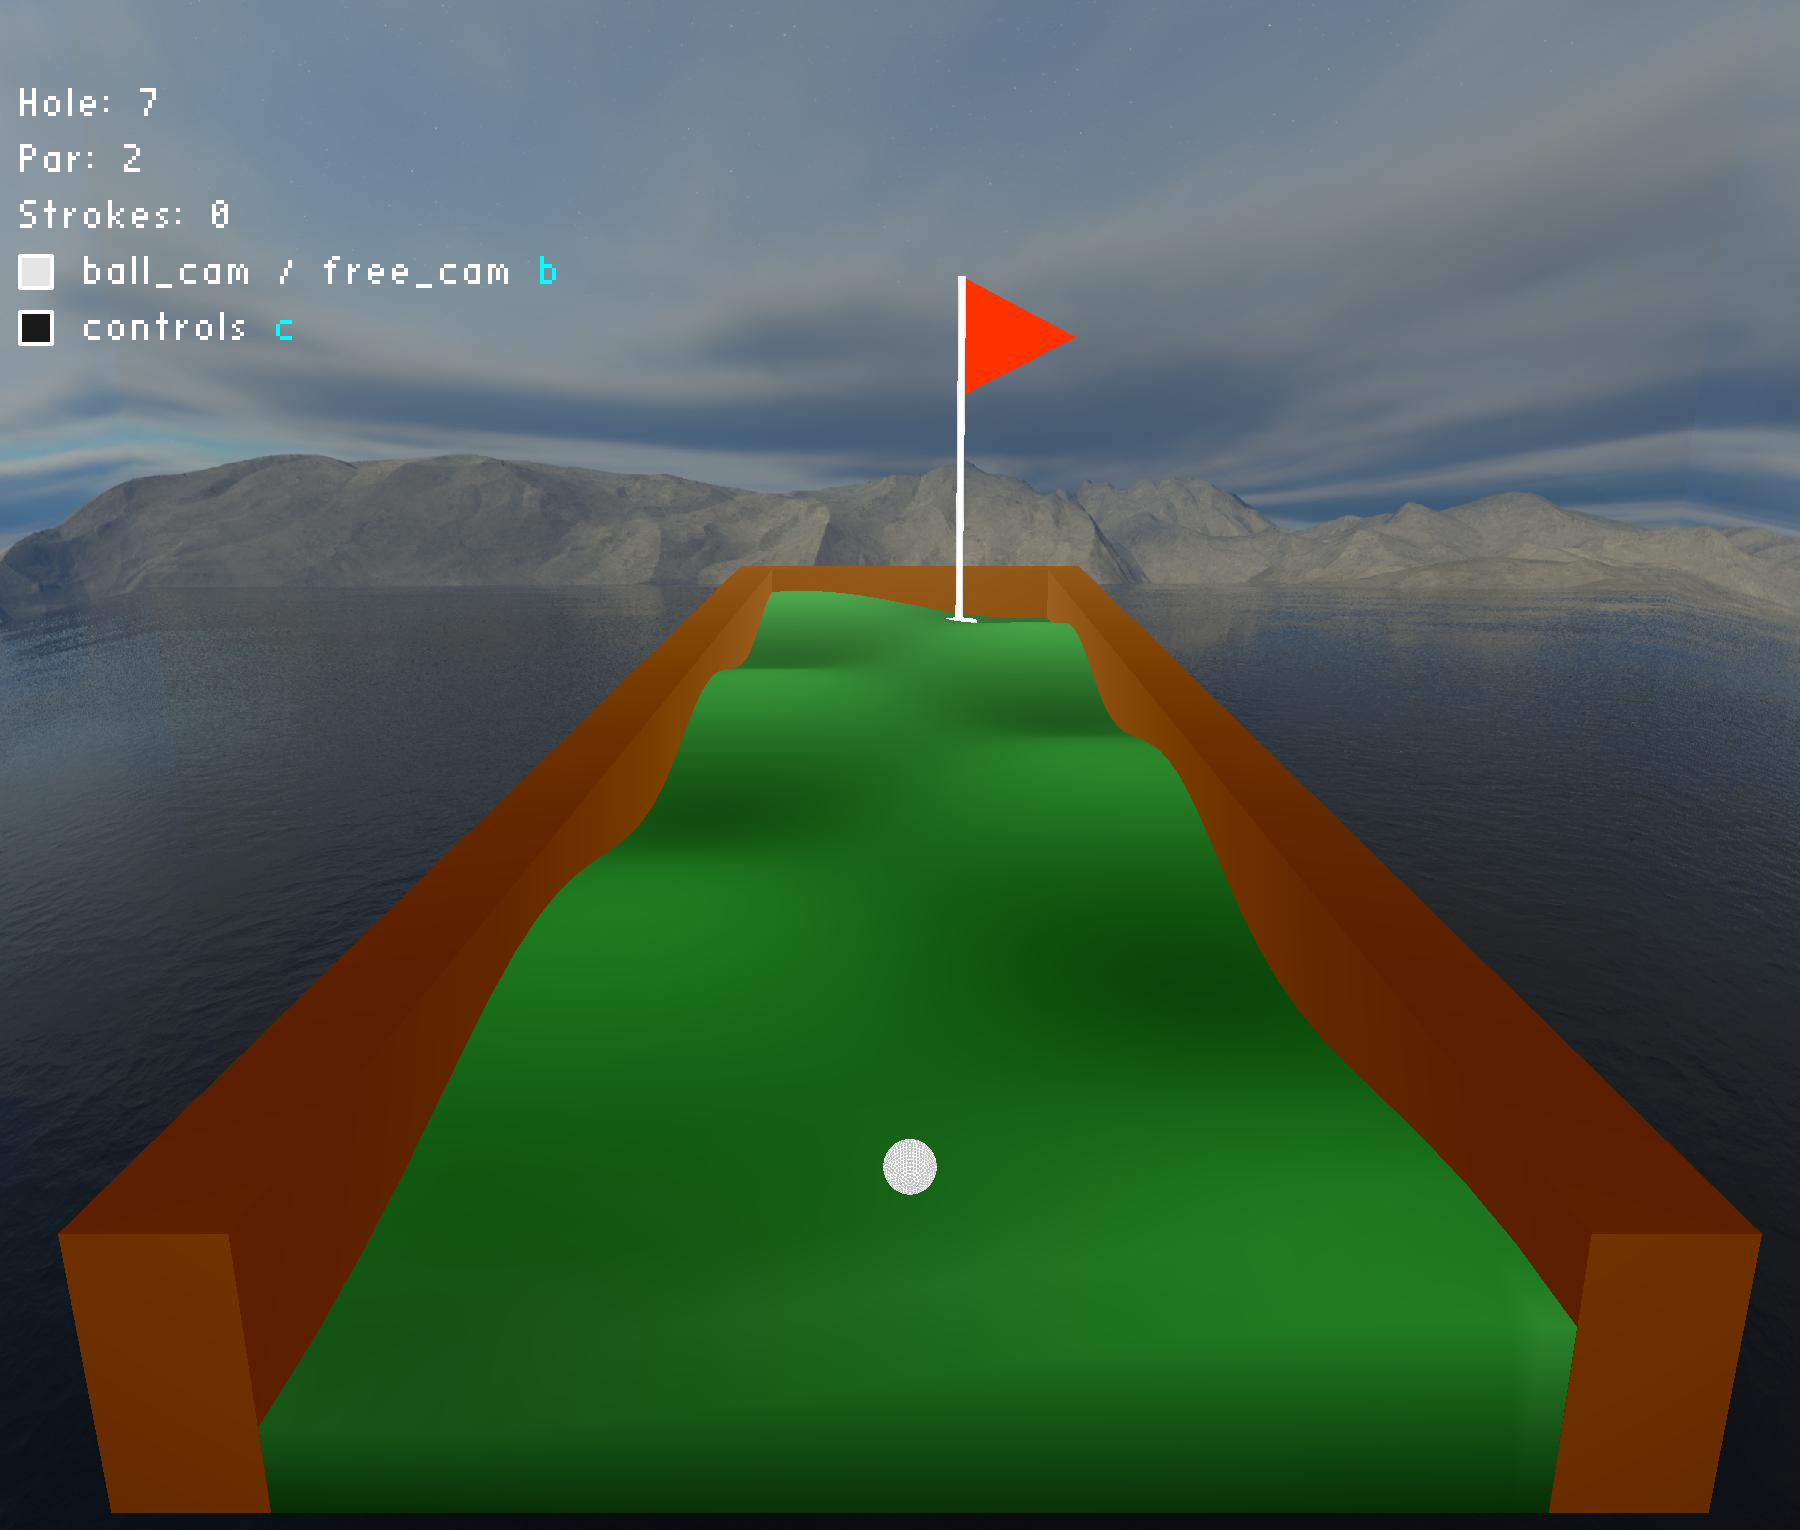 Hole: 7
Par: 2
Strokes: 0
ball_cam / free_cam b
controls c